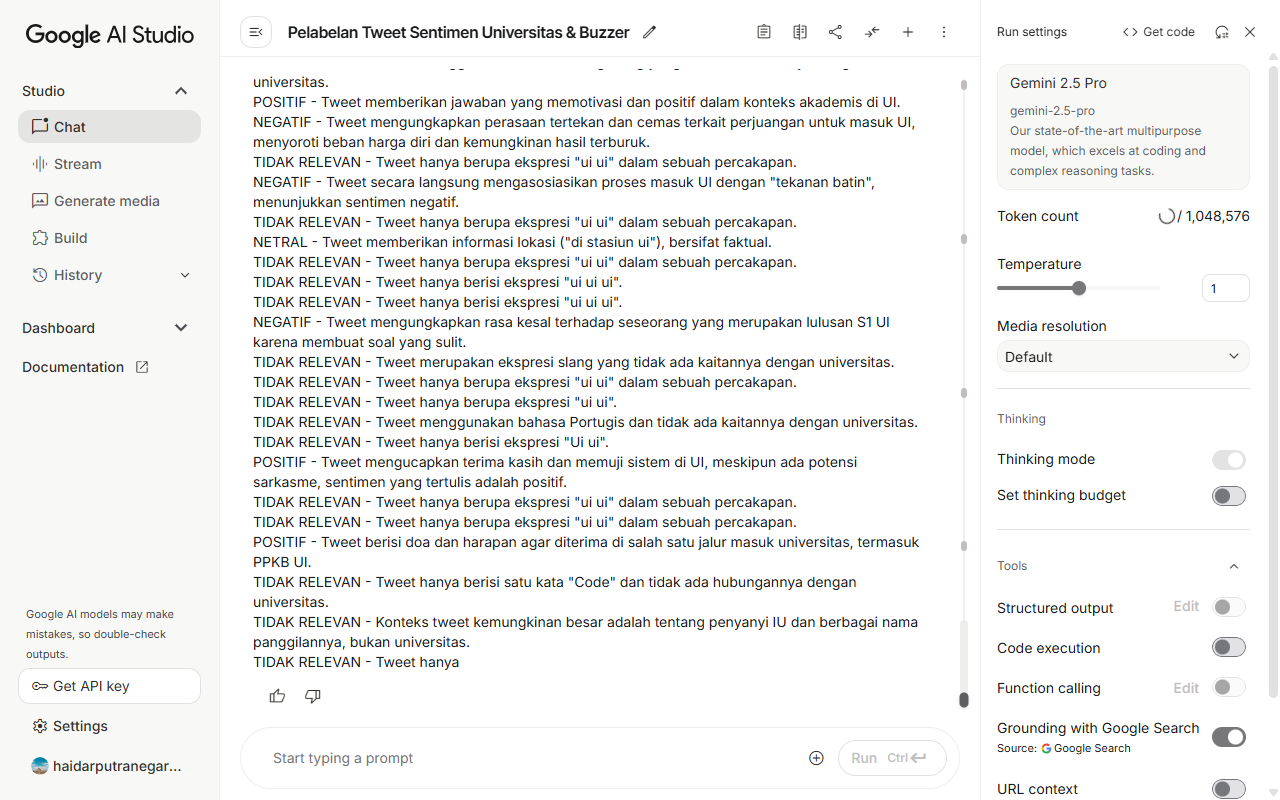 Google AI Studio
Studio
Chat
Stream
Generate media
Build
History
Dashboard
Documentation
Google AI models may make
mistakes, so double-check
outputs.
Get API key
Settings
haidarputranegar...
Pelabelan Tweet Sentimen Universitas & Buzzer
universitas.
POSITIF - Tweet memberikan jawaban yang memotivasi dan positif dalam konteks akademis di UI.
NEGATIF - Tweet mengungkapkan perasaan tertekan dan cemas terkait perjuangan untuk masuk UI,
menyoroti beban harga diri dan kemungkinan hasil terburuk.
TIDAK RELEVAN - Tweet hanya berupa ekspresi "ui ui" dalam sebuah percakapan.
NEGATIF - Tweet secara langsung mengasosiasikan proses masuk UI dengan "tekanan batin",
menunjukkan sentimen negatif.
TIDAK RELEVAN - Tweet hanya berupa ekspresi "ui ui" dalam sebuah percakapan.
NETRAL - Tweet memberikan informasi lokasi ("di stasiun ui"), bersifat faktual.
TIDAK RELEVAN - Tweet hanya berupa ekspresi "ui ui" dalam sebuah percakapan.
TIDAK RELEVAN - Tweet hanya berisi ekspresi "ui ui ui".
TIDAK RELEVAN - Tweet hanya berisi ekspresi "ui ui ui".
NEGATIF - Tweet mengungkapkan rasa kesal terhadap seseorang yang merupakan lulusan S1 UI
karena membuat soal yang sulit.
TIDAK RELEVAN - Tweet merupakan ekspresi slang yang tidak ada kaitannya dengan universitas.
TIDAK RELEVAN - Tweet hanya berupa ekspresi "ui ui" dalam sebuah percakapan.
TIDAK RELEVAN - Tweet hanya berupa ekspresi "ui ui".
TIDAK RELEVAN - Tweet menggunakan bahasa Portugis dan tidak ada kaitannya dengan universitas.
TIDAK RELEVAN - Tweet hanya berisi ekspresi "Ui ui".
POSITIF - Tweet mengucapkan terima kasih dan memuji sistem di UI, meskipun ada potensi
sarkasme, sentimen yang tertulis adalah positif.
TIDAK RELEVAN - Tweet hanya berupa ekspresi "ui ui" dalam sebuah percakapan.
TIDAK RELEVAN - Tweet hanya berupa ekspresi "ui ui" dalam sebuah percakapan.
POSITIF - Tweet berisi doa dan harapan agar diterima di salah satu jalur masuk universitas, termasuk
PPKB UI.
TIDAK RELEVAN - Tweet hanya berisi satu kata "Code" dan tidak ada hubungannya dengan
universitas.
TIDAK RELEVAN - Konteks tweet kemungkinan besar adalah tentang penyanyi IU dan berbagai nama
panggilannya, bukan universitas.
TIDAK RELEVAN - Tweet hanya
Start typing a prompt
Run Ctrl
Run settings
Get code
Gemini 2.5 Pro
gemini-2.5-pro
Our state-of-the-art multipurpose
model, which excels at coding and
complex reasoning tasks.
Token count / 1,048,576
Temperature
1
Media resolution
Default
Thinking
Thinking mode
Set thinking budget
Tools
Structured output Edit
Code execution
Function calling Edit
Grounding with Google Search
Source: Google Search
URL context